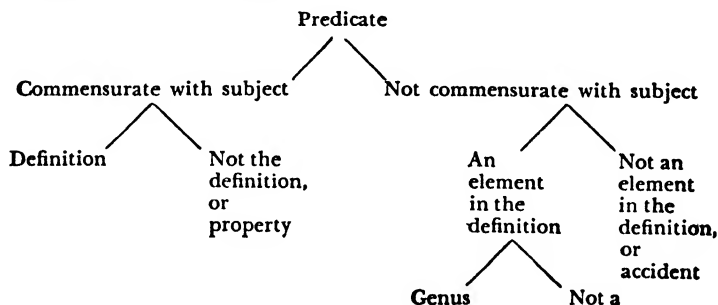 Predicate
Commensurate with subject
Not commensurate with subject
Definition
Not the
definition,
or
property
An
element
in the
definition
Not an
element
in the
definition,
or
accident
Genus
Not a